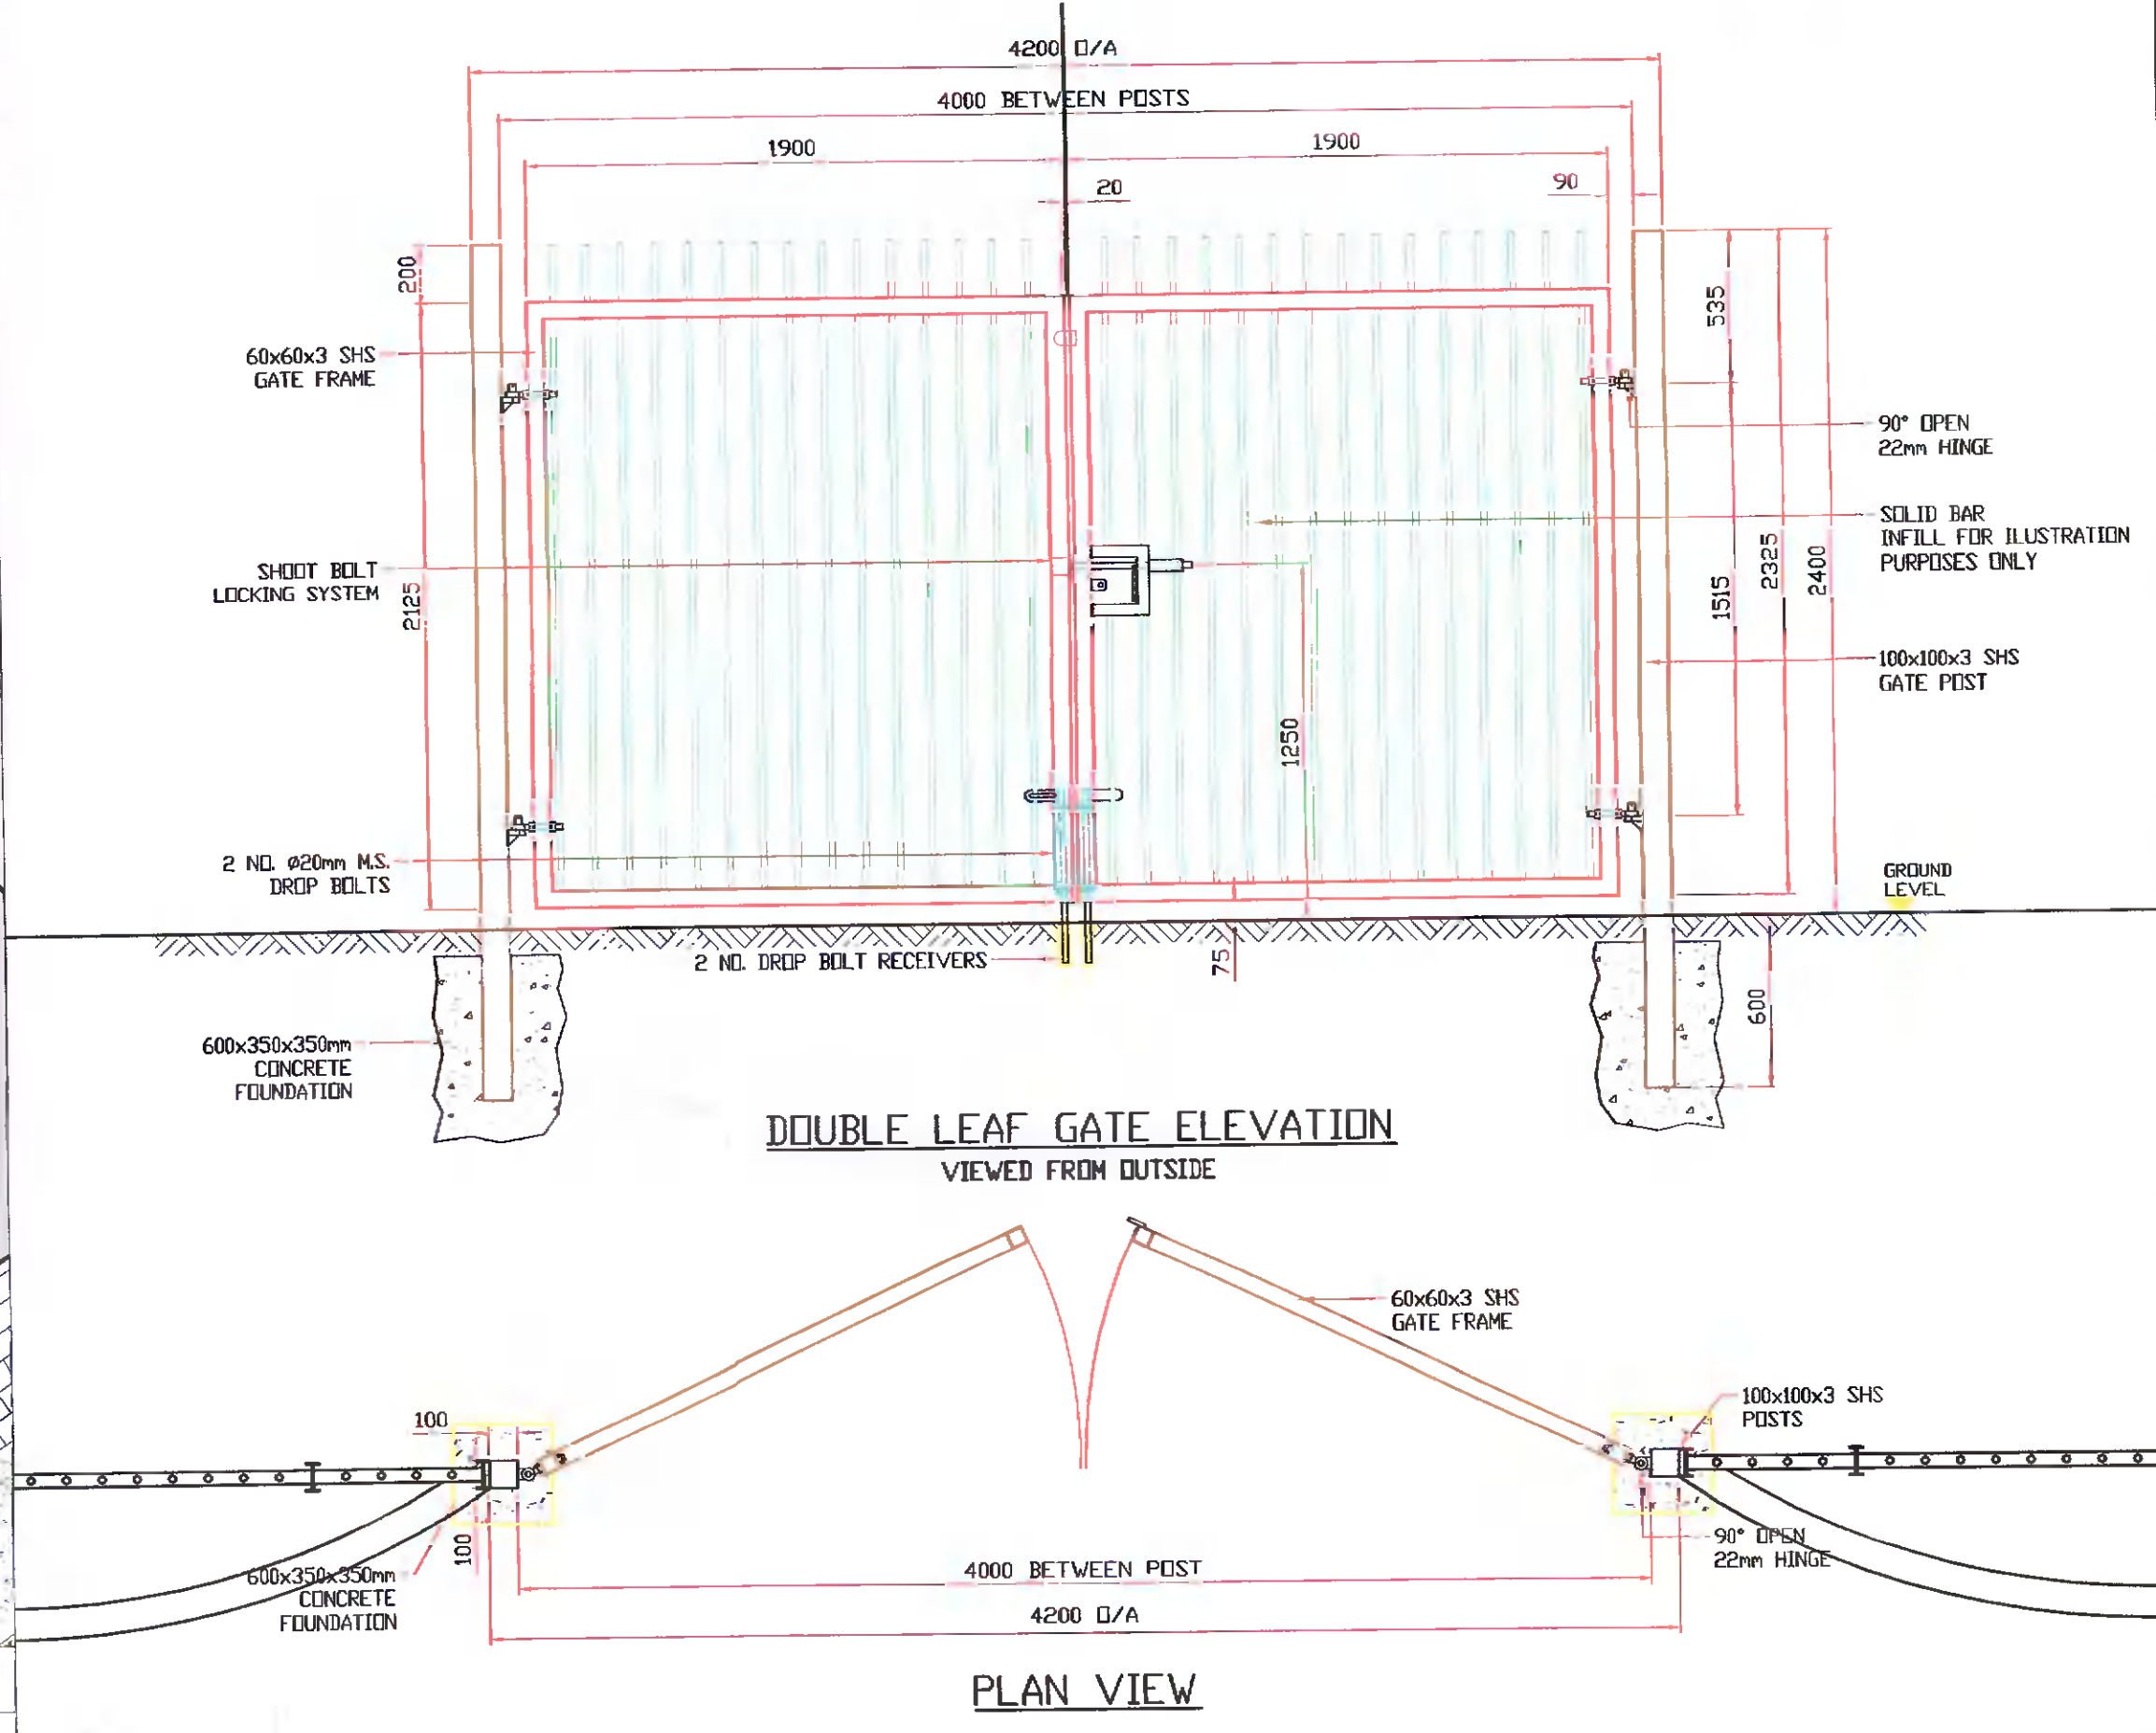 4200 O/A
4000 BETWEEN POSTS
1900
1900
20
90
200
535
60x60x3 SHS
GATE FRAME
90° OPEN
22mm HINGE
SOLID BAR
INFILL FOR ILUSTRATION
PURPOSES ONLY
SHOOT BOLT
LOCKING SYSTEM
2125
1515
2325
2400
100x100x3 SHS
GATE POST
1250
2 NO. Ø20mm M.S.
DROP BOLTS
GROUND
LEVEL
2 NO. DROP BOLT RECEIVERS
75
600
600x350x350mm
CONCRETE
FOUNDATION
DOUBLE LEAF GATE ELEVATION
VIEWED FROM OUTSIDE
60x60x3 SHS
GATE FRAME
100x100x3 SHS
POSTS
100
100
90° OPEN
22mm HINGE
600x350x350mm
CONCRETE
FOUNDATION
4000 BETWEEN POST
4200 O/A
PLAN VIEW